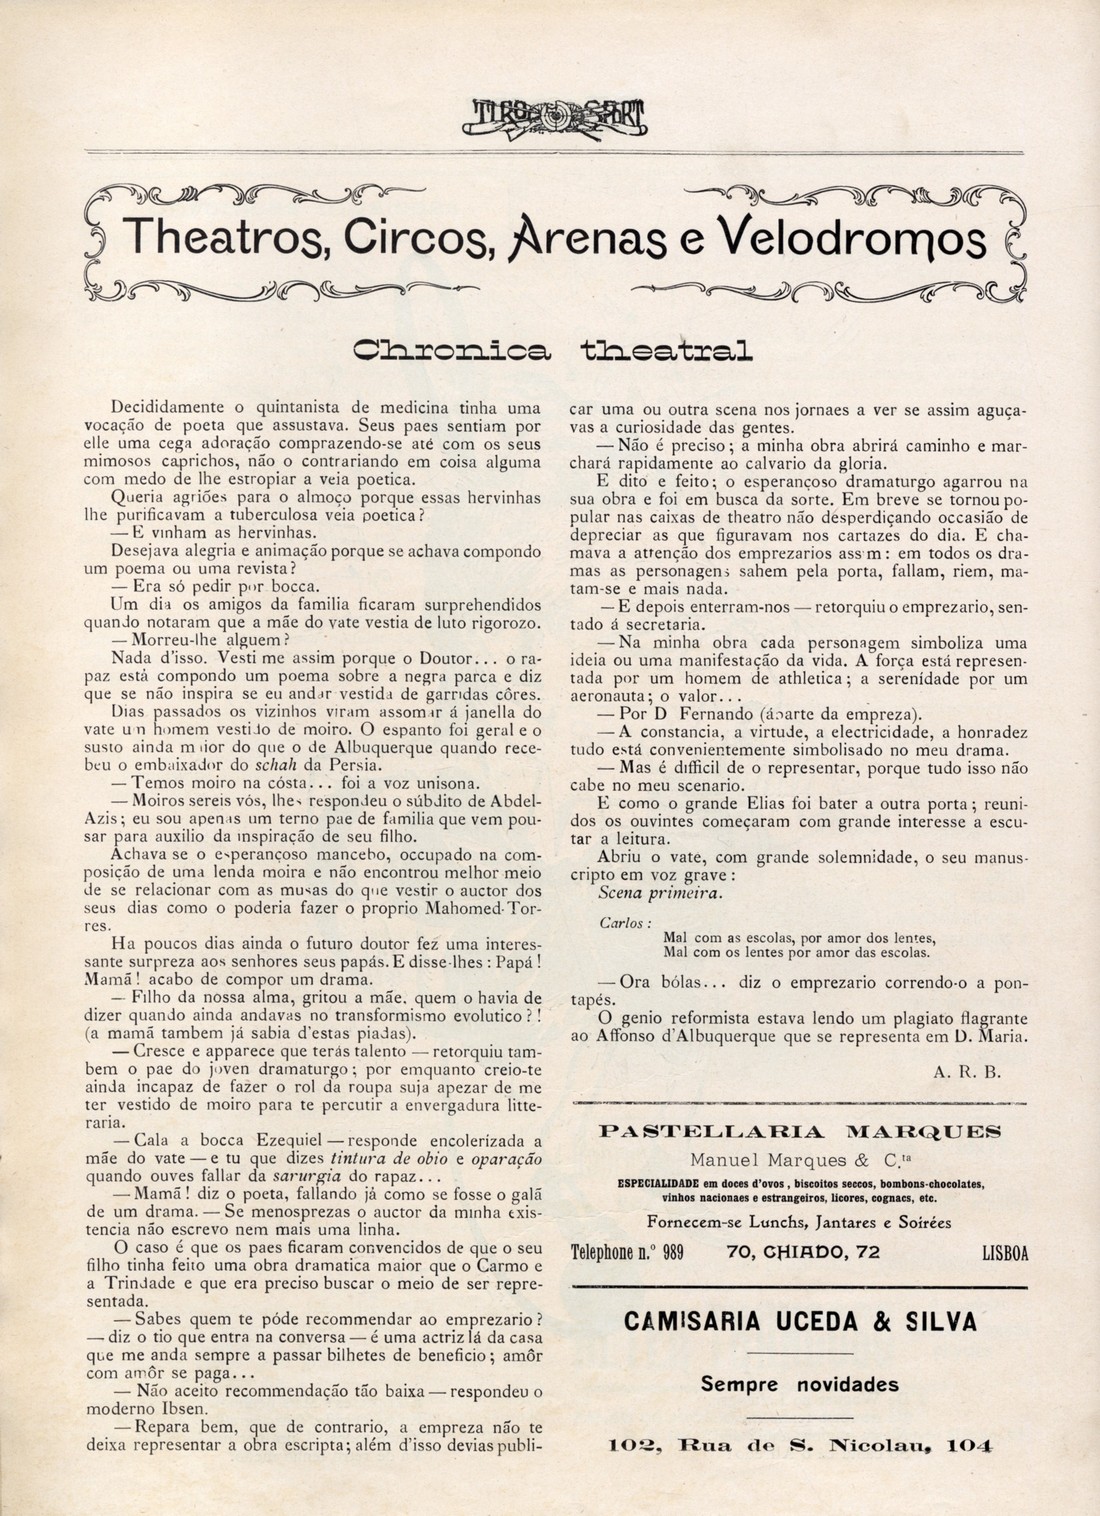 TIRO E SPORT
Theatros, Circos, Arenas e Velodromos
Chronica theatral
Decididamente o quintanista de medicina tinha uma
vocação de poeta que assustava. Seus paes sentiam por
elle uma cega adoração comprazendo-se até com os seus
mimosos caprichos, não o contrariando em coisa alguma
com medo de lhe estropiar a veia poetica.
Queria agriões para o almoço porque essas hervinhas
lhe purificavam a tuberculosa veia poetica?
— E vinham as hervinhas.
Desejava alegria e animação porque se achava compondo
um poema ou uma revista?
— Era só pedir por bocca.
Um dia os amigos da familia ficaram surprehendidos
quando notaram que a mãe do vate vestia de luto rigorozo.
— Morreu-lhe alguem?
Nada d'isso. Vesti me assim porque o Doutor... o ra-
paz está compondo um poema sobre a negra parca e diz
que se não inspira se eu andar vestida de garridas côres.
Dias passados os vizinhos viram assomar á janella do
vate um homem vestido de moiro. O espanto foi geral e o
susto ainda maior do que o de Albuquerque quando rece-
beu o embaixador do schah da Persia.
— Temos moiro na cósta... foi a voz unisona.
— Moiros sereis vós, lhes respondeu o súbdito de Abdel-
Azis; eu sou apenas um terno pae de familia que vem pou-
sar para auxilio da inspiração de seu filho.
Achava se o esperançoso mancebo, occupado na com-
posição de uma lenda moira e não encontrou melhor meio
de se relacionar com as musas do que vestir o auctor dos
seus dias como o poderia fazer o proprio Mahomed-Tor-
res.
Ha poucos dias ainda o futuro doutor fez uma interes-
sante surpreza aos senhores seus papás. E disse-lhes: Papá!
Mamã! acabo de compor um drama.
— Filho da nossa alma, gritou a mãe, quem o havia de
dizer quando ainda andavas no transformismo evolutico?!
(a mamã tambem já sabia d'estas piadas).
— Cresce e apparece que terás talento — retorquiu tam-
bem o pae do joven dramaturgo; por emquanto creio-te
ainda incapaz de fazer o rol da roupa suja apezar de me
ter vestido de moiro para te percutir a envergadura litte-
raria.
— Cala a bocca Ezequiel — responde encolerizada a
mãe do vate — e tu que dizes tintura de obio e oparação
quando ouves fallar da sarurgia do rapaz...
— Mamã! diz o poeta, fallando já como se fosse o galã
de um drama. — Se menosprezas o auctor da minha exis-
tencia não escrevo nem mais uma linha.
O caso é que os paes ficaram convencidos de que o seu
filho tinha feito uma obra dramatica maior que o Carmo e
a Trindade e que era preciso buscar o meio de ser repre-
sentada.
— Sabes quem te póde recommendar ao emprezario?
— diz o tio que entra na conversa — é uma actriz lá da casa
que me anda sempre a passar bilhetes de beneficio; amôr
com amôr se paga...
— Não aceito recommendação tão baixa — respondeu o
moderno Ibsen.
— Repara bem, que de contrario, a empreza não te
deixa representar a obra escripta; além d'isso devias publi-
car uma ou outra scena nos jornaes a ver se assim aguça-
vas a curiosidade das gentes.
— Não é preciso; a minha obra abrirá caminho e mar-
chará rapidamente ao calvario da gloria.
E dito e feito; o esperançoso dramaturgo agarrou na
sua obra e foi em busca da sorte. Em breve se tornou po-
pular nas caixas de theatro não desperdiçando occasião de
depreciar as que figuravam nos cartazes do dia. E cha-
mava a attenção dos emprezarios assim: em todos os dra-
mas as personagens sahem pela porta, fallam, riem, ma-
tam-se e mais nada.
— E depois enterram-nos — retorquiu o emprezario, sen-
tado á secretaria.
— Na minha obra cada personagem simboliza uma
ideia ou uma manifestação da vida. A força está represen-
tada por um homem de athletica; a serenidade por um
aeronauta; o valor...
— Por D Fernando (áparte da empreza).
— A constancia, a virtude, a electricidade, a honradez
tudo está convenientemente simbolisado no meu drama.
— Mas é difficil de o representar, porque tudo isso não
cabe no meu scenario.
E como o grande Elias foi bater a outra porta; reuni-
dos os ouvintes começaram com grande interesse a escu-
tar a leitura.
Abriu o vate, com grande solemnidade, o seu manus-
cripto em voz grave:
Scena primeira.
Carlos:
Mal com as escolas, por amor dos lentes,
Mal com os lentes por amor das escolas.
— Ora bólas... diz o emprezario correndo-o a pon-
tapés.
O genio reformista estava lendo um plagiato flagrante
ao Affonso d'Albuquerque que se representa em D. Maria.
A. R. B.
PASTELLARIA MARQUES
Manuel Marques & C.ta
ESPECIALIDADE em doces d'ovos, biscoitos seccos, bombons-chocolates,
vinhos nacionaes e estrangeiros, licores, cognacs, etc.
Fornecem-se Lunchs, Jantares e Soirées
Telephone n.º 989 70, CHIADO, 72 LISBOA
CAMISARIA UCEDA & SILVA
Sempre novidades
102, Rua de S. Nicolau, 104